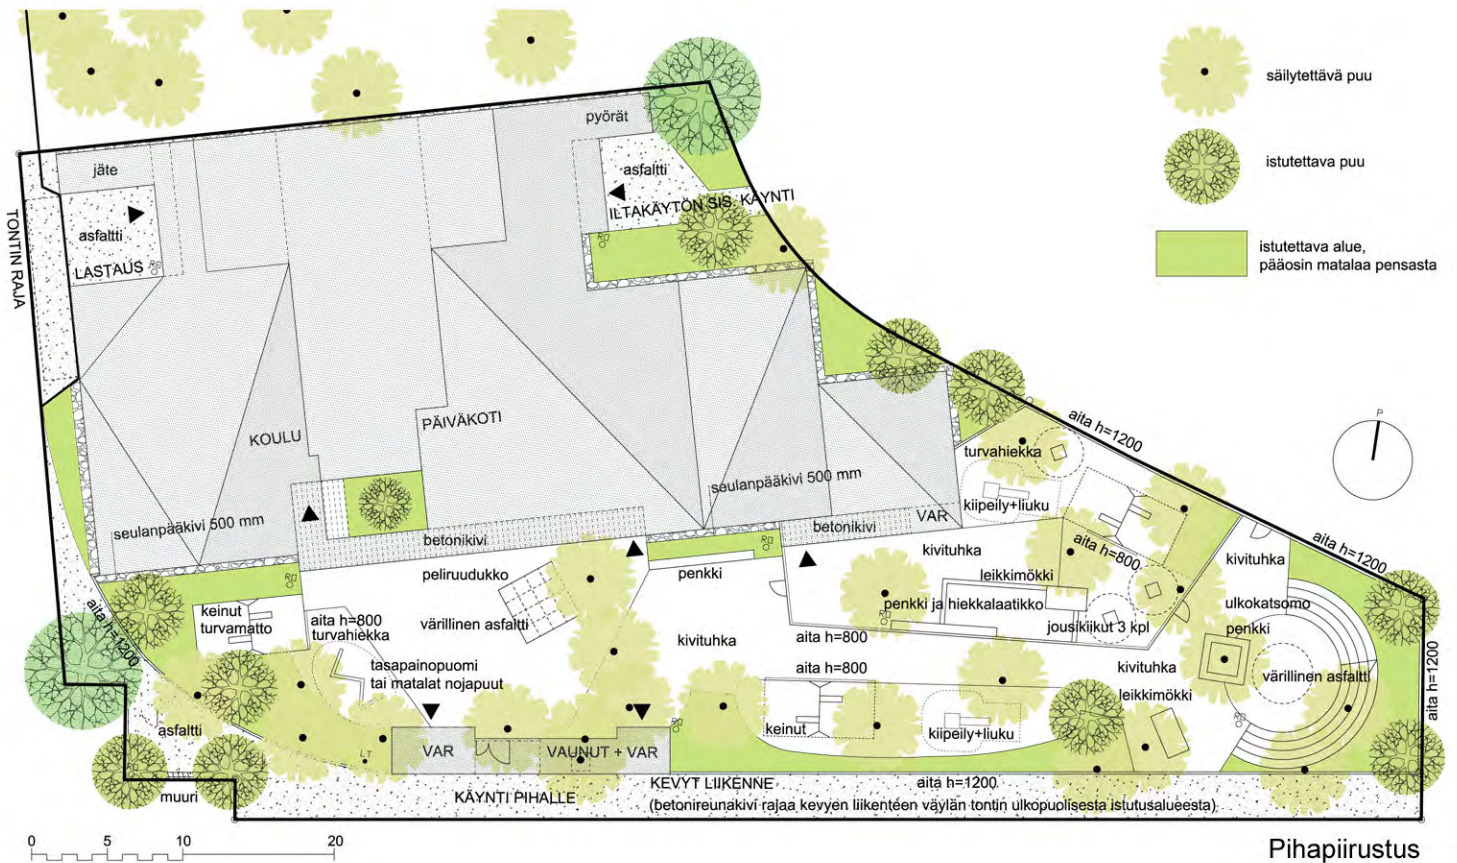 säilytettävä puu
istutettava puu
istutettava alue,
pääosin matalaa pensasta
pyörät
jäte
asfaltti
asfaltti
ILTAKÄYTÖN SIS. KÄYNTI
LASTAUS
TONTIN RAJA
KOULU
PÄIVÄKOTI
seulanpääkivi 500 mm
seulanpääkivi 500 mm
betonikivi
betonikivi
VAR
turvahiekka
kiipeily+liuku
aita h=1200
P
aita h=1200
aita h=800
kivituhka
kivituhka
leikkimökki
peliruudukko
penkki
keinut
turvamatto
aita h=800
turvahiekka
värillinen asfaltti
penkki ja hiekkalaatikko
jousikiikut 3 kpl
ulkokatsomo
penkki
aita h=1200
kivituhka
aita h=800
aita h=800
tasapainopuomi
tai matalat nojapuut
kivituhka
leikkimökki
värillinen asfaltti
aita h=1200
asfaltti
keinut
kiipeily+liuku
LT
VAR
VAUNUT + VAR
muuri
KÄYNTI PIHALLE
KEVYT LIIKENNE
aita h=1200
(betonireunakivi rajaa kevyen liikenteen väylän tontin ulkopuolisesta istutusalueesta)
0 5 10 20
Pihapiirustus